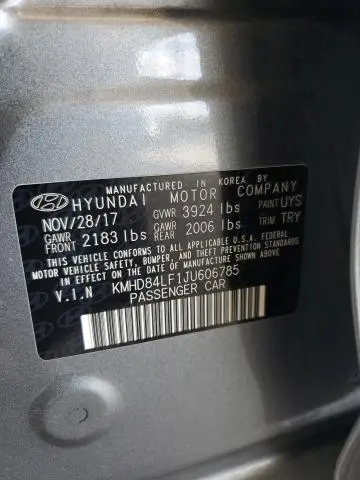 MANUFACTURED IN KOREA BY
HYUNDAI MOTOR COMPANY
NOV/28/17 GVWR 3924 lbs PAINT UYS
GAWR FRONT 2183 lbs GAWR REAR 2006 lbs TRIM TRY
THIS VEHICLE CONFORMS TO ALL APPLICABLE U.S.A. FEDERAL
MOTOR VEHICLE SAFETY, BUMPER, AND THEFT PREVENTION STANDARDS
IN EFFECT ON THE DATE OF MANUFACTURE SHOWN ABOVE.
V.I.N KMHD84LF1JU606785
PASSENGER CAR